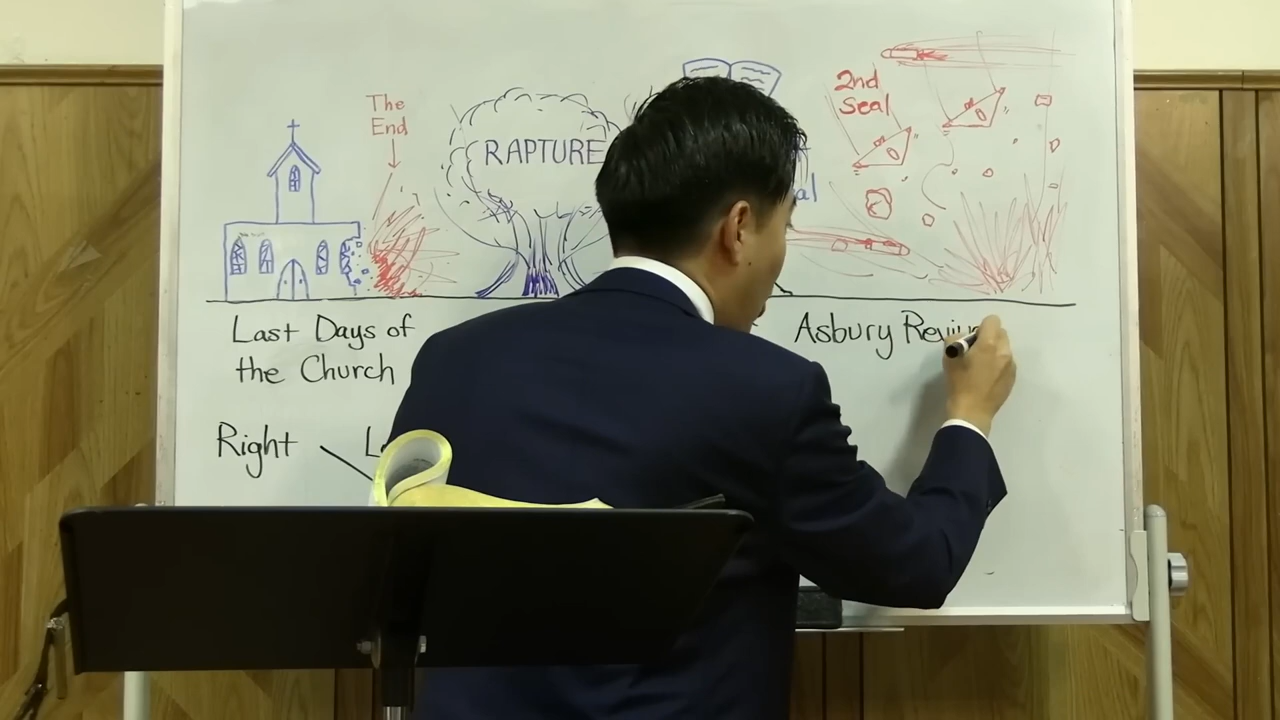 The
End
RAPTURE
2nd
Seal
Last Days of
the Church
Asbury
Right